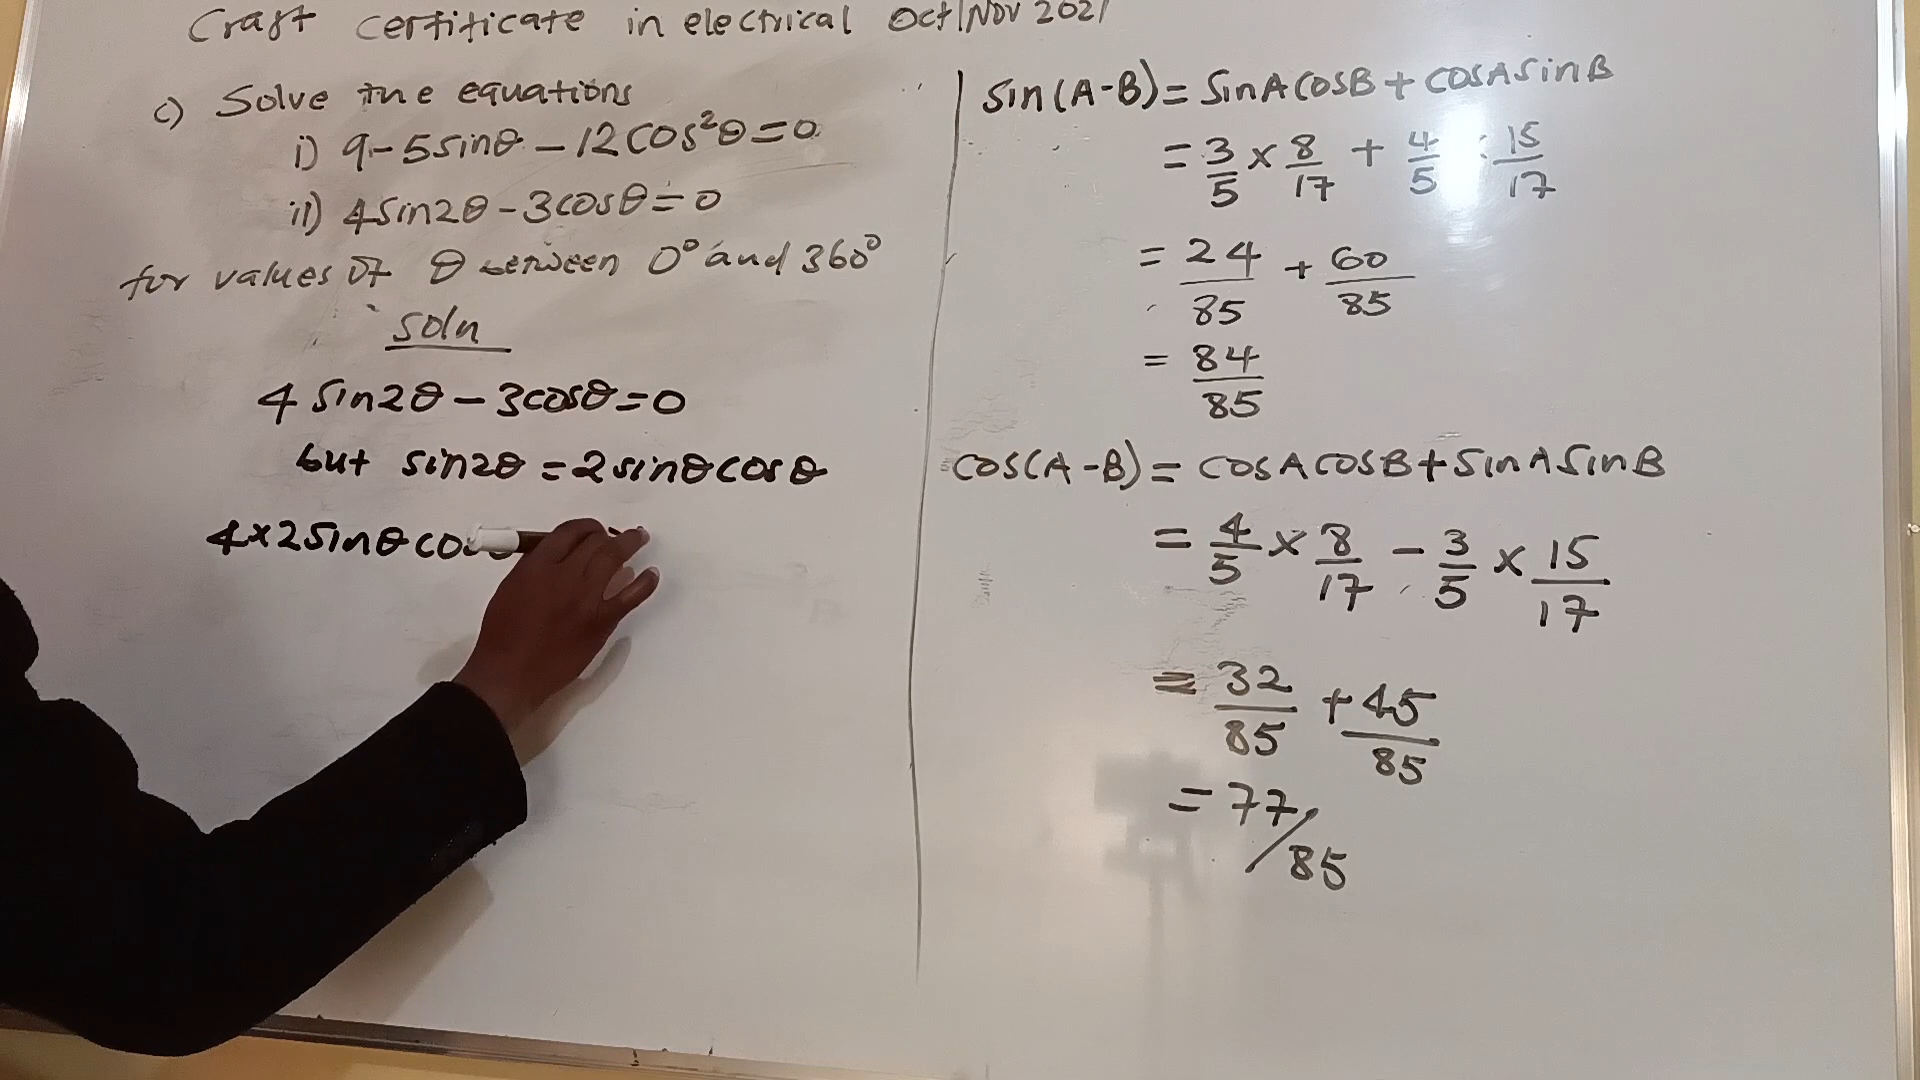 Craft certificate in electrical Oct/Nov 2021
c) Solve the equations
i) 9-5sinθ-12cos²θ=0
ii) 4sin2θ-3cosθ=0
for values of θ between 0° and 360°
soln
4 sin2θ-3cosθ=0
but sin2θ=2sinθcosθ
4×2sinθ
sin(A-B)=sinAcosB+cosAsinB
=3/5×8/17+4/5 15/17
=24/85+60/85
=84/85
cos(A-B)=cosAcosB+sinAsinB
=4/5×8/17-3/5×15/17
=32/85+45/85
=77/85